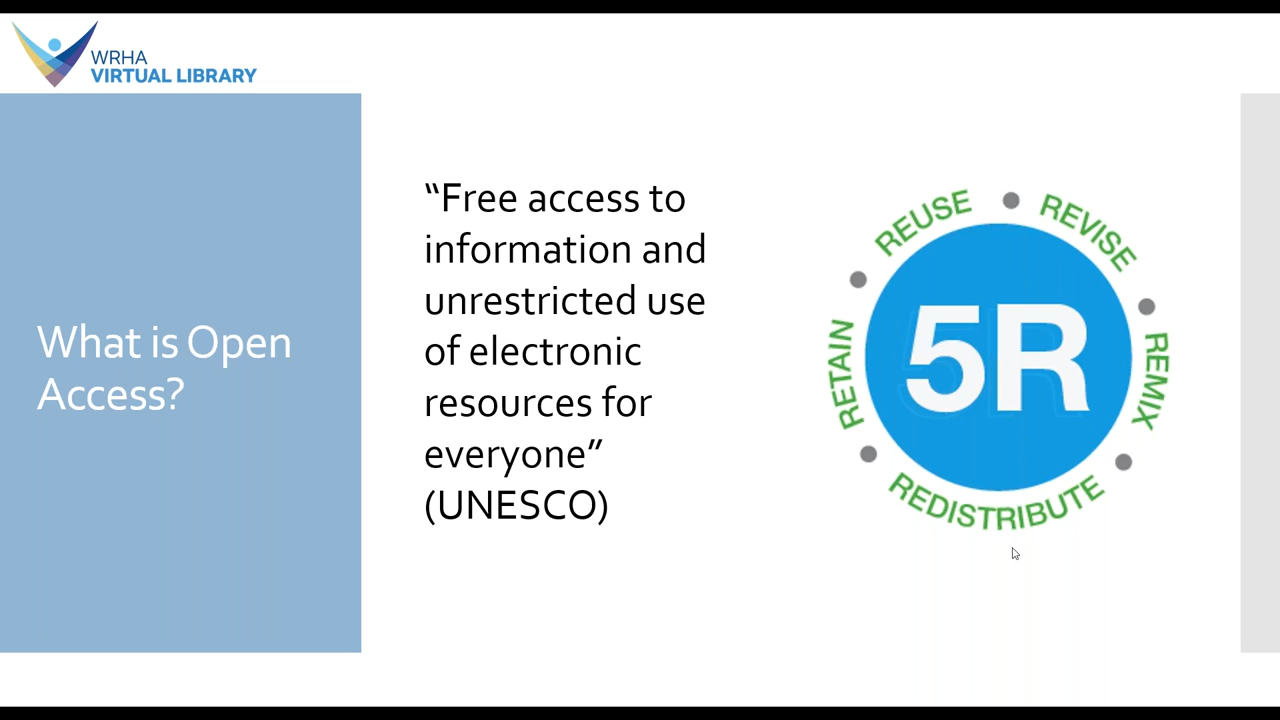 WRHA
VIRTUAL LIBRARY
What is Open
Access?
“Free access to
information and
unrestricted use
of electronic
resources for
everyone”
(UNESCO)
REUSE
REVISE
REMIX
REDISTRIBUTE
RETAIN
5R